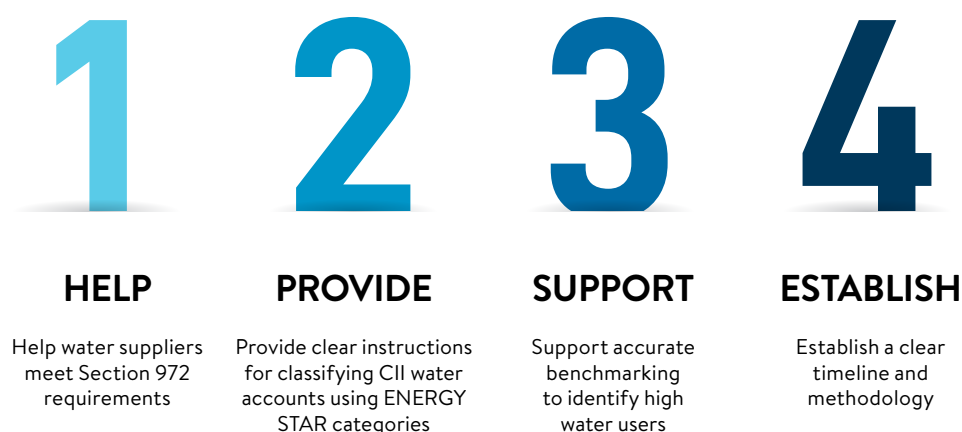 1
HELP
Help water suppliers
meet Section 972
requirements
2
PROVIDE
Provide clear instructions
for classifying CII water
accounts using ENERGY
STAR categories
3
SUPPORT
Support accurate
benchmarking
to identify high
water users
4
ESTABLISH
Establish a clear
timeline and
methodology